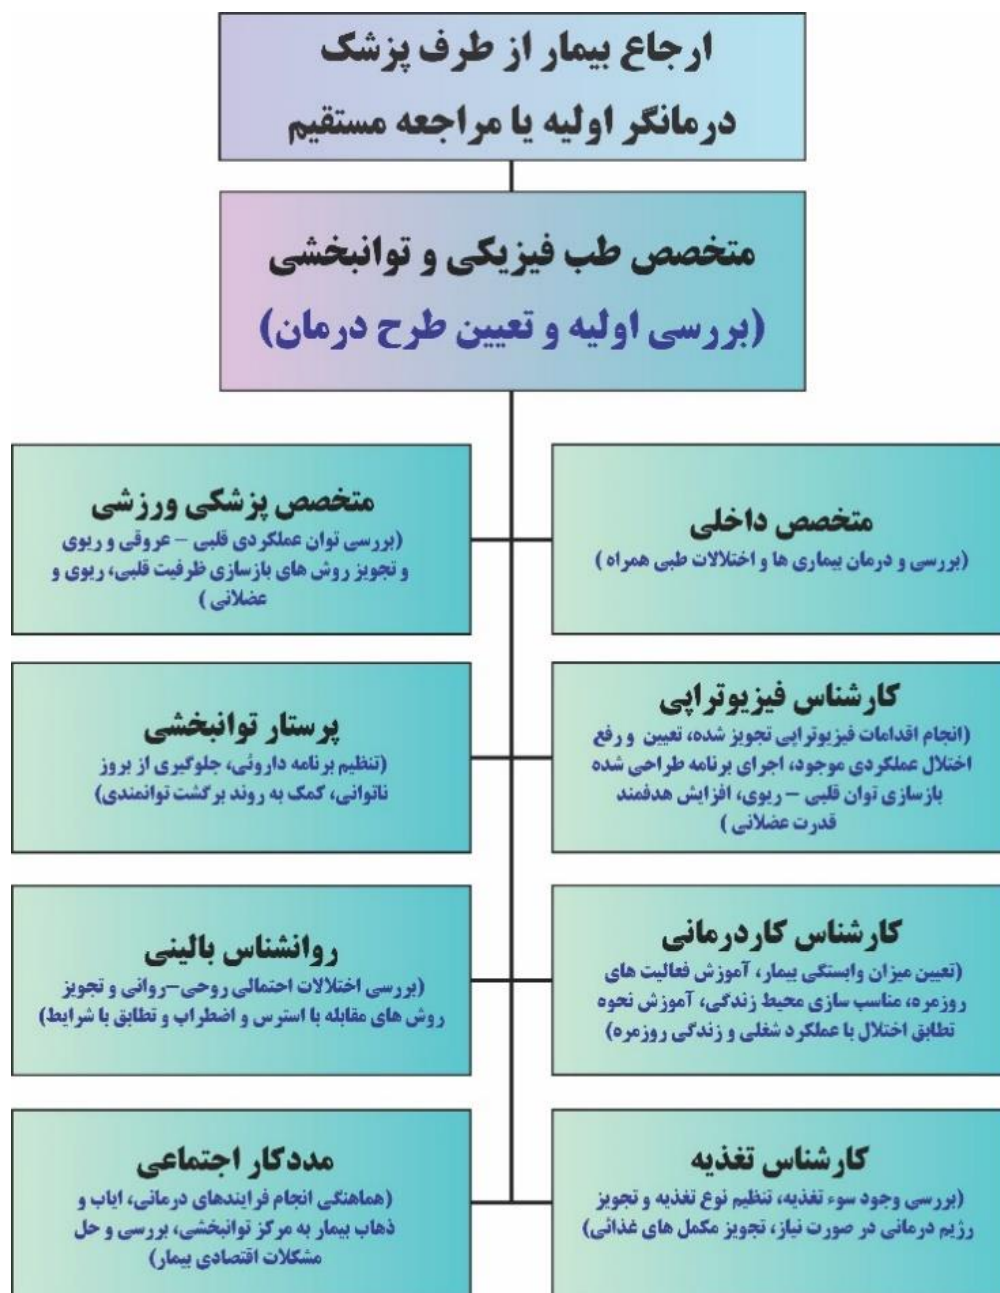 ارجاع بیمار از طرف پزشک
درمانگر اولیه یا مراجعه مستقیم
متخصص طب فیزیکی و توانبخشی
(بررسی اولیه و تعیین طرح درمان)
متخصص داخلی
(بررسی و درمان بیماری ها و اختلالات طبی همراه )
متخصص پزشکی ورزشی
(بررسی توان عملکردی قلبی – عروقی و ریوی
و تجویز روش های بازسازی ظرفیت قلبی، ریوی و
عضلانی )
کارشناس فیزیوتراپی
(انجام اقدامات فیزیوتراپی تجویز شده، تعیین و رفع
اختلال عملکردی موجود، اجرای برنامه طراحی شده
بازسازی توان قلبی – ریوی، افزایش هدفمند
قدرت عضلانی )
پرستار توانبخشی
(تنظیم برنامه داروئی، جلوگیری از بروز
ناتوانی، کمک به روند برگشت توانمندی)
کارشناس کاردرمانی
(تعیین میزان وابستگی بیمار، آموزش فعالیت های
روزمره، مناسب سازی محیط زندگی، آموزش نحوه
تطابق اختلال با عملکرد شغلی و زندگی روزمره)
روانشناس بالینی
(بررسی اختلالات احتمالی روحی–روانی و تجویز
روش های مقابله با استرس و اضطراب و تطابق با شرایط)
کارشناس تغذیه
(بررسی وجود سوء تغذیه، تنظیم نوع تغذیه و تجویز
رژیم درمانی در صورت نیاز، تجویز مکمل های غذائی)
مددکار اجتماعی
(هماهنگی انجام فرایندهای درمانی، ایاب و
ذهاب بیمار به مرکز توانبخشی، بررسی و حل
مشکلات اقتصادی بیمار)